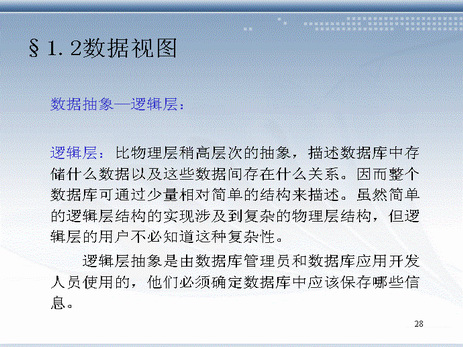 §1.2数据视图
数据抽象—逻辑层：
逻辑层：比物理层稍高层次的抽象，描述数据库中存
储什么数据以及这些数据间存在什么关系。因而整个
数据库可通过少量相对简单的结构来描述。虽然简单
的逻辑层结构的实现涉及到复杂的物理层结构，但逻
辑层的用户不必知道这种复杂性。
逻辑层抽象是由数据库管理员和数据库应用开发
人员使用的，他们必须确定数据库中应该保存哪些信
息。
28